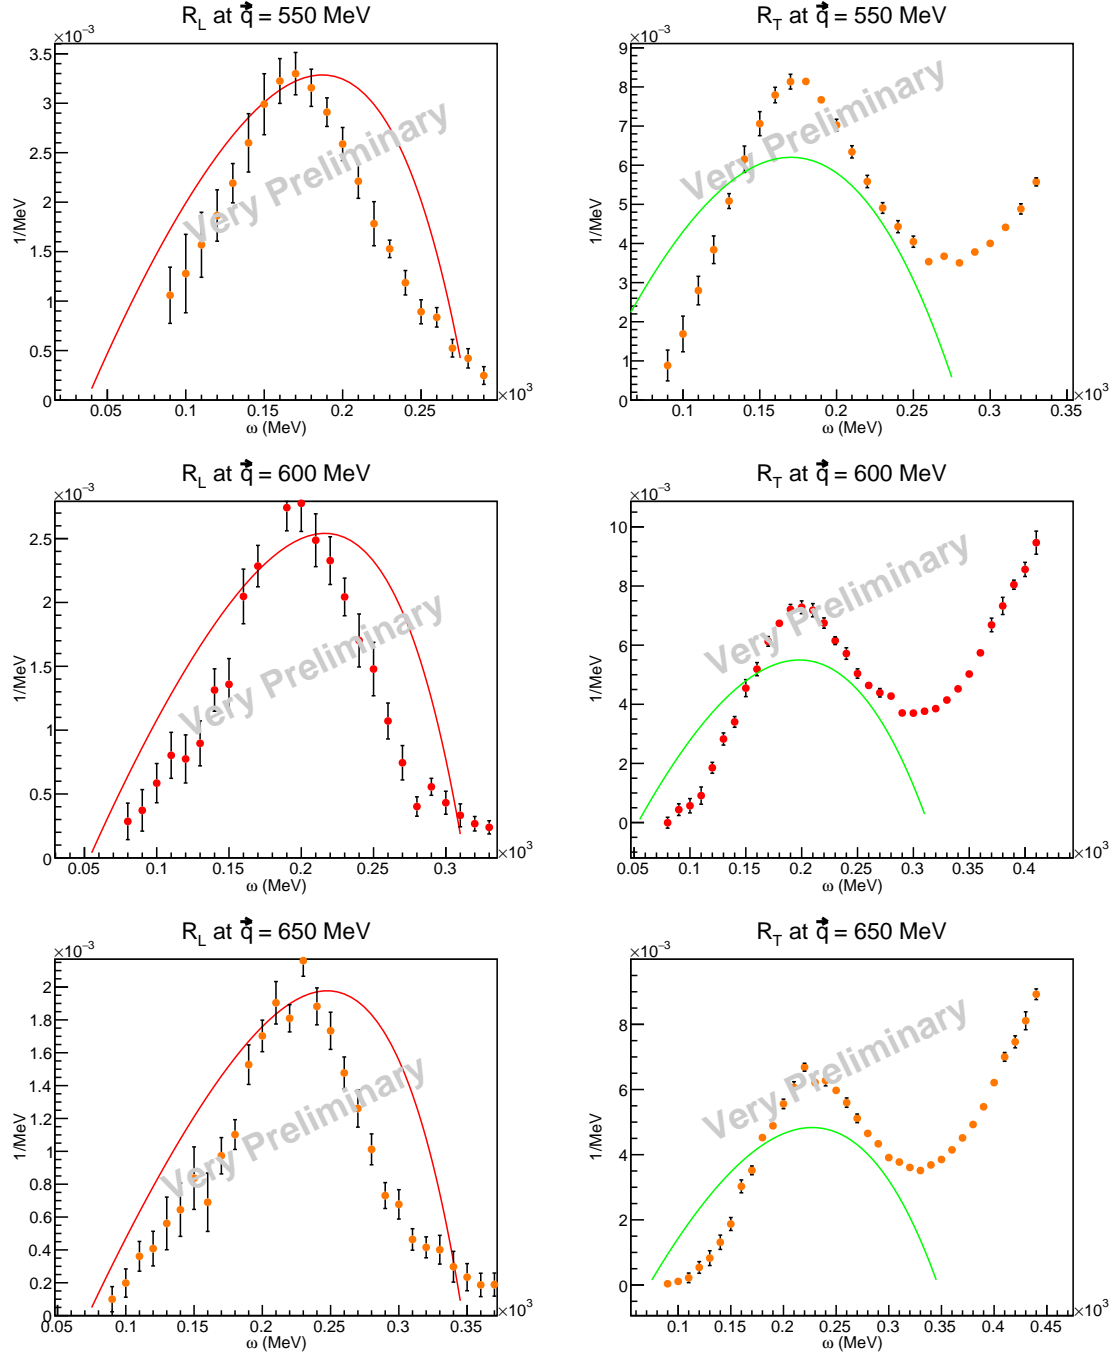 R_L at q⃗ = 550 MeV
×10⁻³
3.5
3
2.5
2
1.5
1
0.5
0
1/MeV
Very Preliminary
0.05 0.1 0.15 0.2 0.25
×10³
ω (MeV)
R_T at q⃗ = 550 MeV
×10⁻³
9
8
7
6
5
4
3
2
1
0
1/MeV
Very Preliminary
0.1 0.15 0.2 0.25 0.3 0.35
×10³
ω (MeV)
R_L at q⃗ = 600 MeV
×10⁻³
2.5
2
1.5
1
0.5
0
1/MeV
Very Preliminary
0.05 0.1 0.15 0.2 0.25 0.3
×10³
ω (MeV)
R_T at q⃗ = 600 MeV
×10⁻³
10
8
6
4
2
0
1/MeV
Very Preliminary
0.05 0.1 0.15 0.2 0.25 0.3 0.35 0.4
×10³
ω (MeV)
R_L at q⃗ = 650 MeV
×10⁻³
2
1.8
1.6
1.4
1.2
1
0.8
0.6
0.4
0.2
0
1/MeV
Very Preliminary
0.05 0.1 0.15 0.2 0.25 0.3 0.35
×10³
ω (MeV)
R_T at q⃗ = 650 MeV
×10⁻³
8
6
4
2
0
1/MeV
Very Preliminary
0.1 0.15 0.2 0.25 0.3 0.35 0.4 0.45
×10³
ω (MeV)